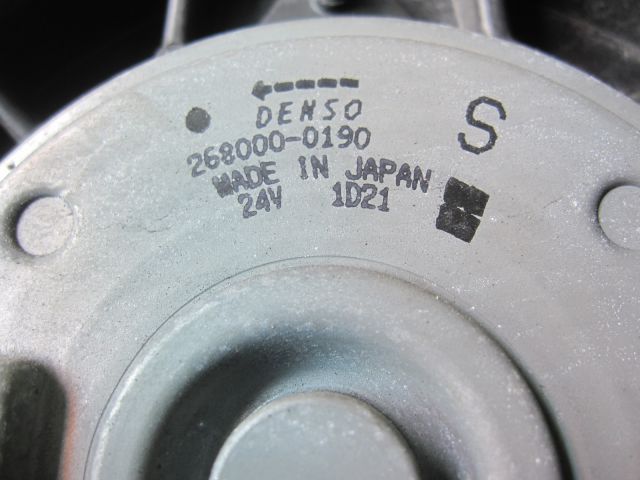 DENSO
S
268000-0190
MADE IN JAPAN
24V 1D21